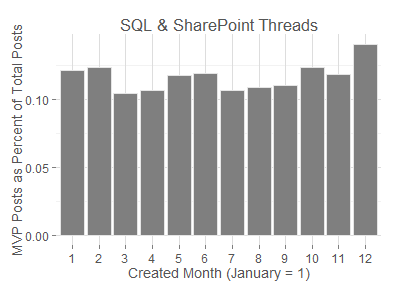 SQL & SharePoint Threads
MVP Posts as Percent of Total Posts
0.10
0.05
0.00
1 2 3 4 5 6 7 8 9 10 11 12
Created Month (January = 1)